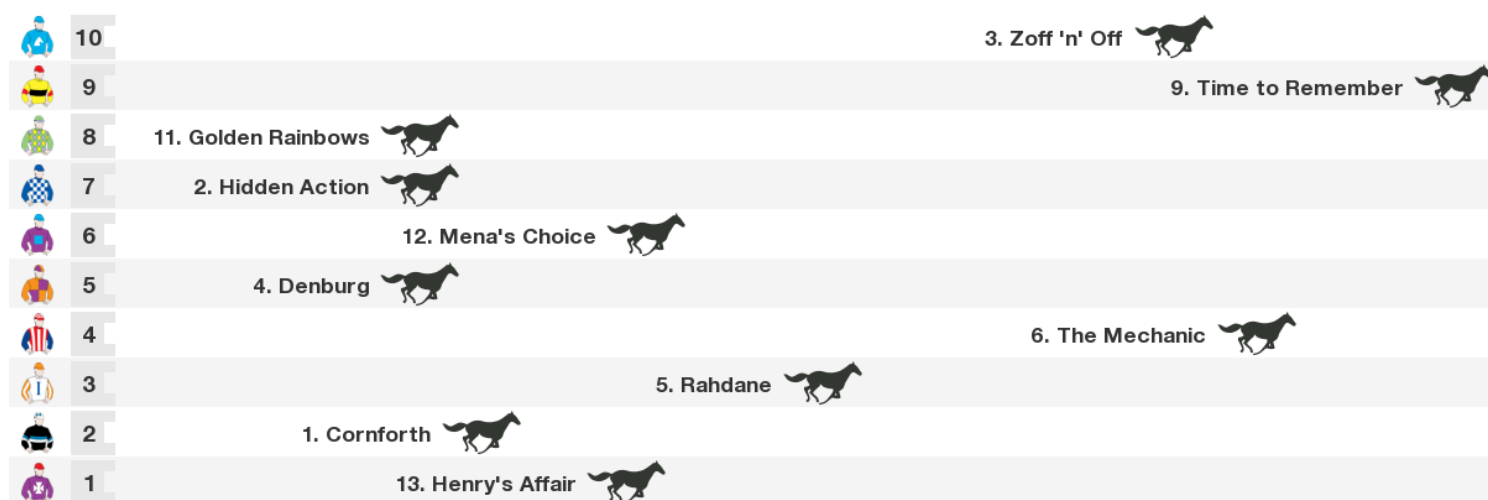 10 3. Zoff 'n' Off
9 9. Time to Remember
8 11. Golden Rainbows
7 2. Hidden Action
6 12. Mena's Choice
5 4. Denburg
4 6. The Mechanic
I 3 5. Rahdane
2 1. Cornforth
1 13. Henry's Affair